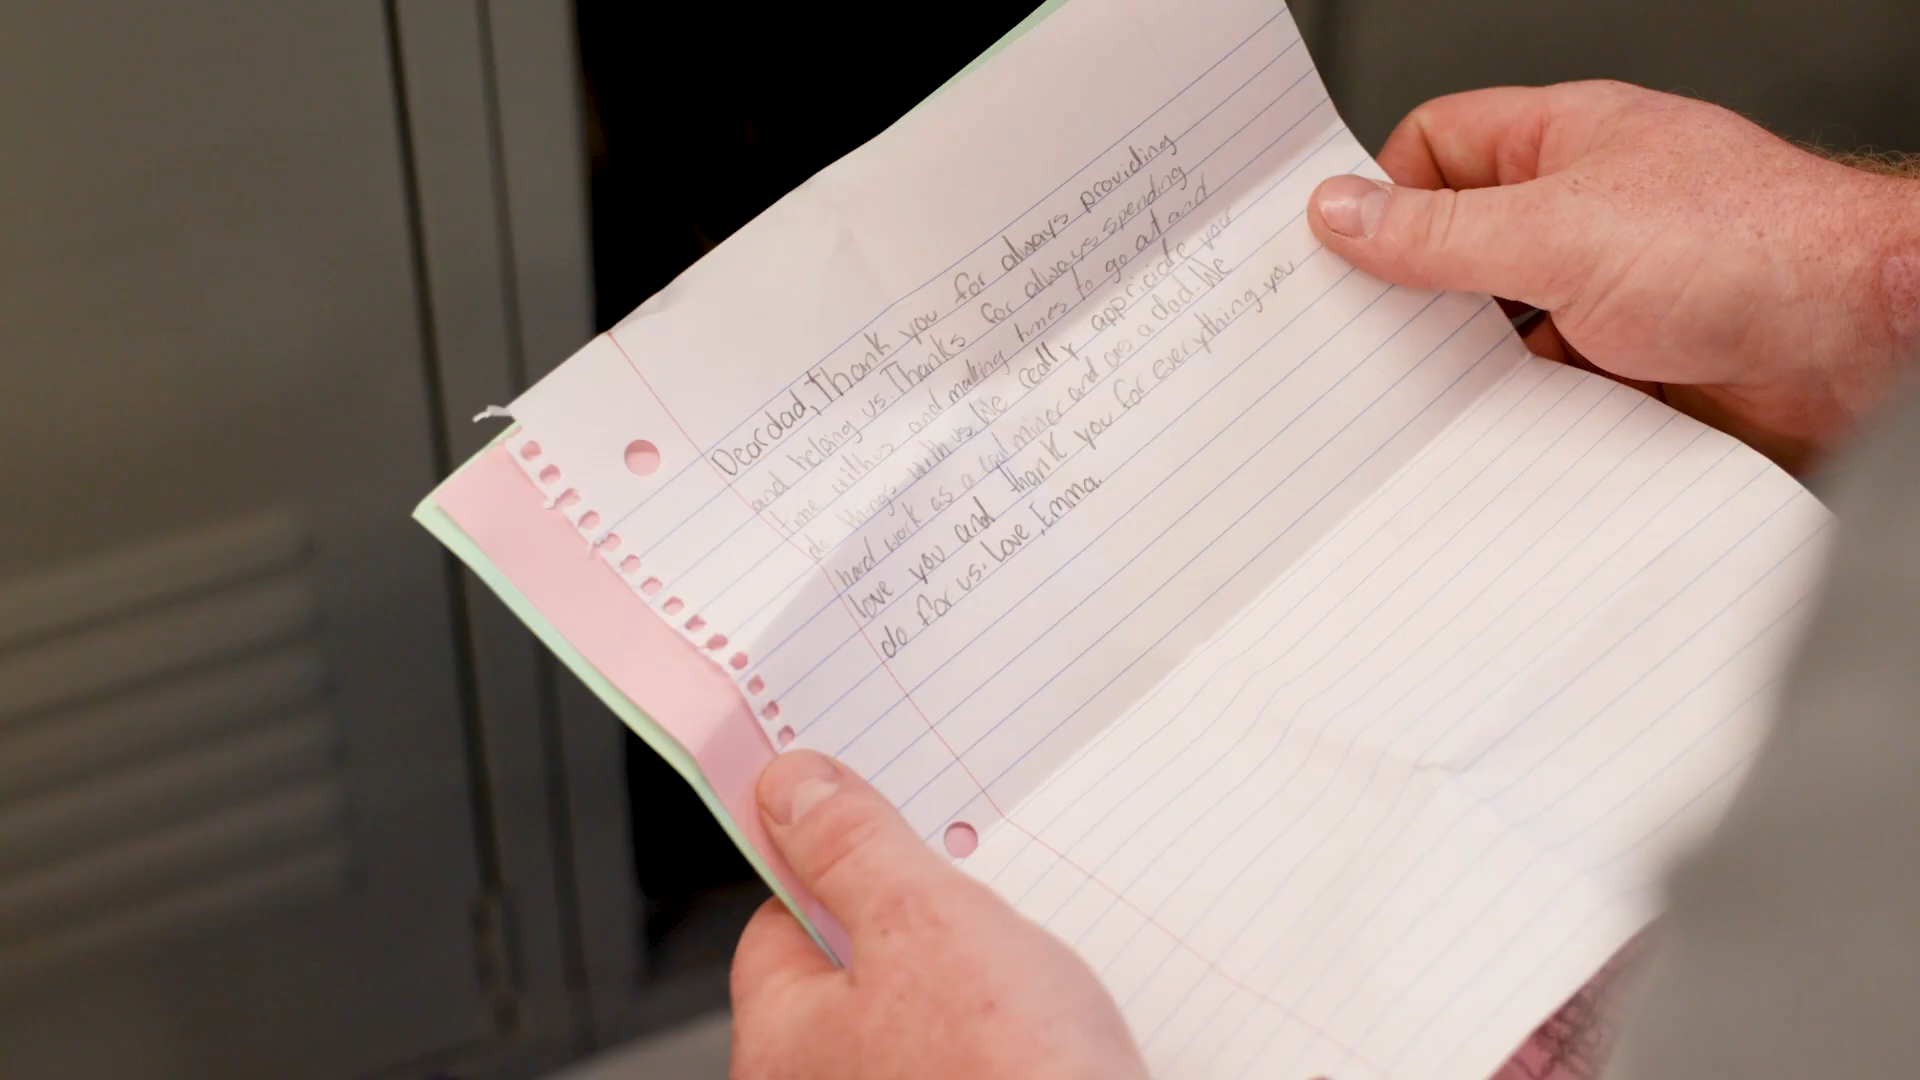 Dear dad, Thank you for always providing
and helping us. Thanks for always spending
time with us and making times to go out and
do things with us. We really appriciate your
hard work as a coal miner and as a dad. We
love you and thank you for everything you
do for us. Love, Emma.